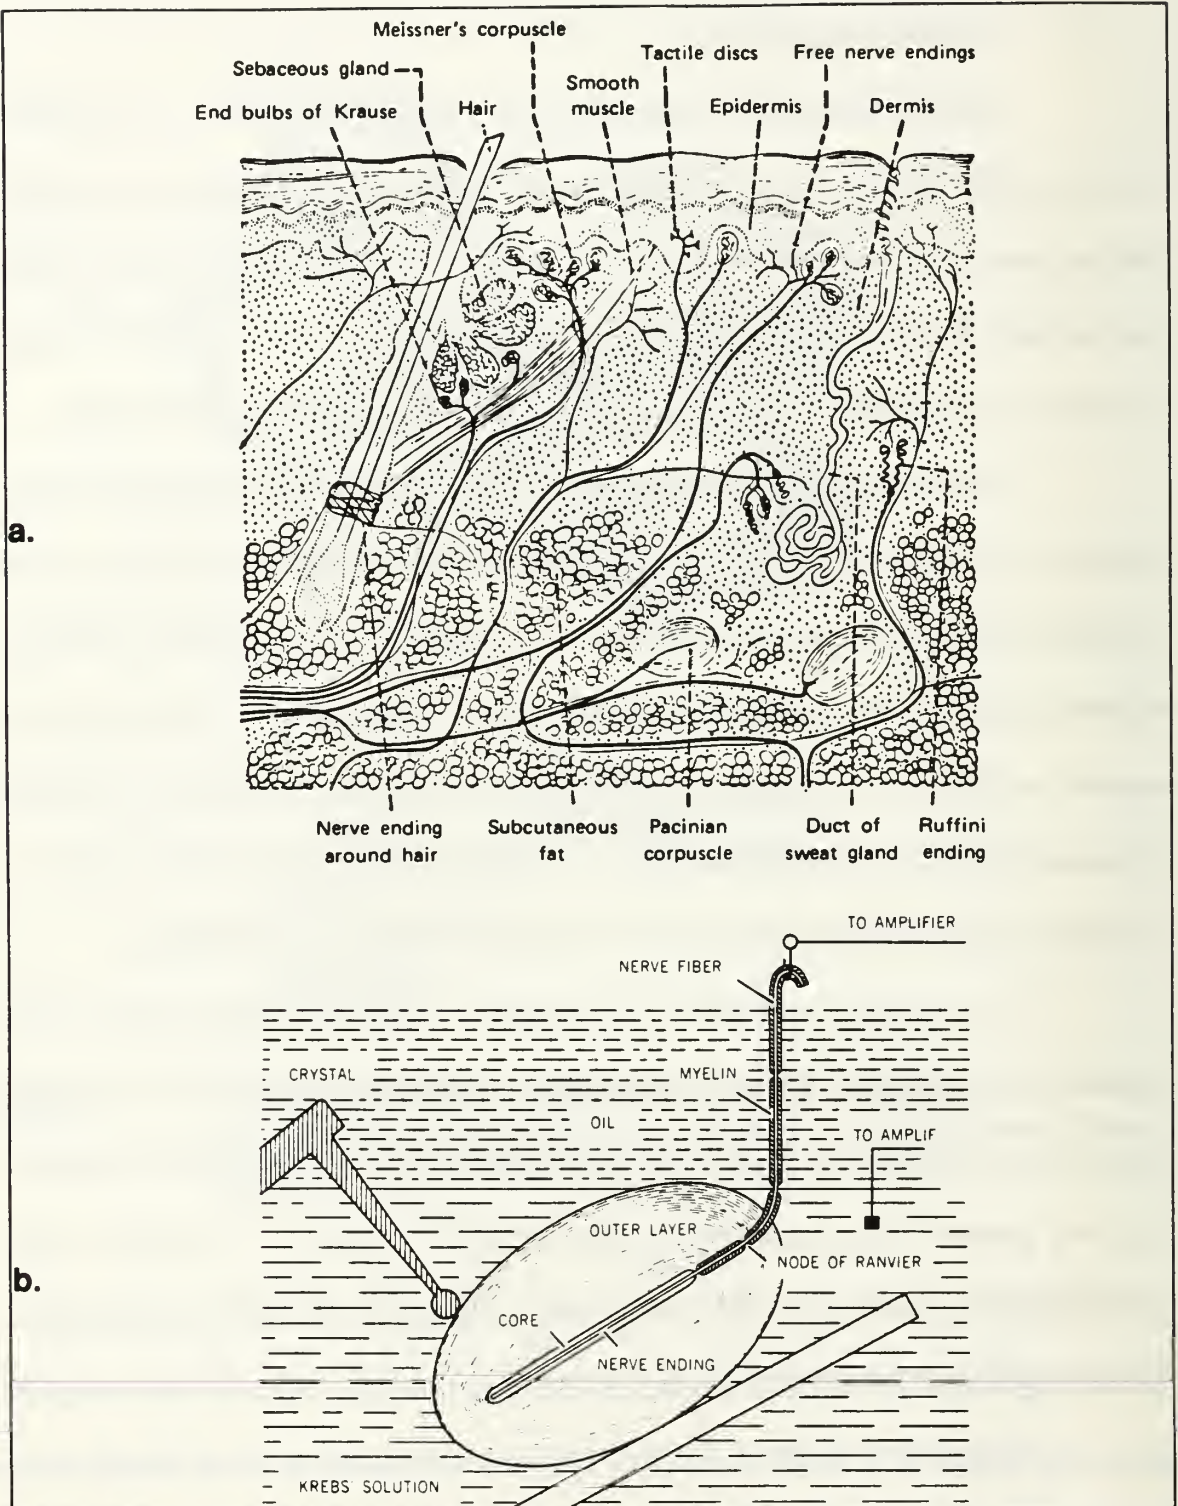 Meissner's corpuscle
Tactile discs
Free nerve endings
Sebaceous gland
Smooth
muscle
End bulbs of Krause
Hair
Epidermis
Dermis
a.
Nerve ending
around hair
Subcutaneous
fat
Pacinian
corpuscle
Duct of
sweat gland
Ruffini
ending
TO AMPLIFIER
NERVE FIBER
CRYSTAL
MYELIN
OIL
TO AMPLIF
OUTER LAYER
NODE OF RANVIER
b.
CORE
NERVE ENDING
KREBS' SOLUTION